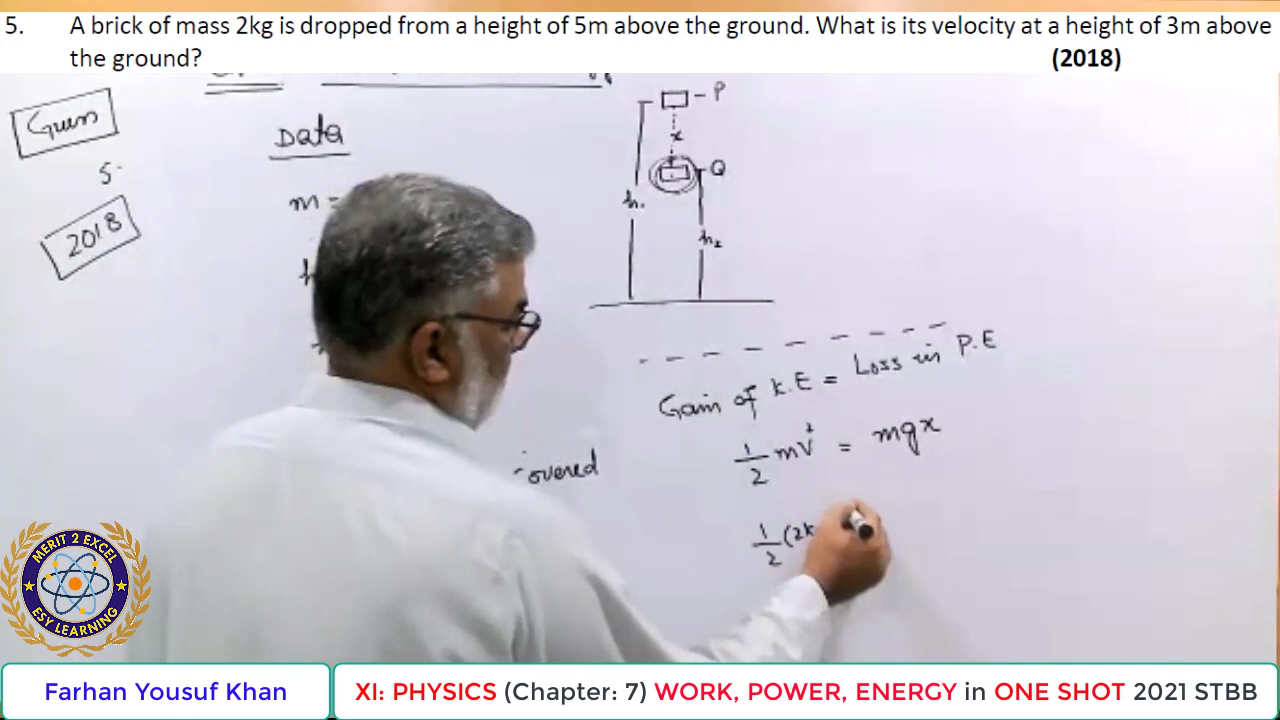 5. A brick of mass 2kg is dropped from a height of 5m above the ground. What is its velocity at a height of 3m above
the ground? (2018)
Guess
5.
2018
Data
m =
P
x
Q
h₁
h₂
Gain of K.E = Loss in P.E
1/2 mv² = mgx
overed
1/2 (2k
MERIT 2 EXCEL
ESY LEARNING
Farhan Yousuf Khan
XI: PHYSICS (Chapter: 7) WORK, POWER, ENERGY in ONE SHOT 2021 STBB